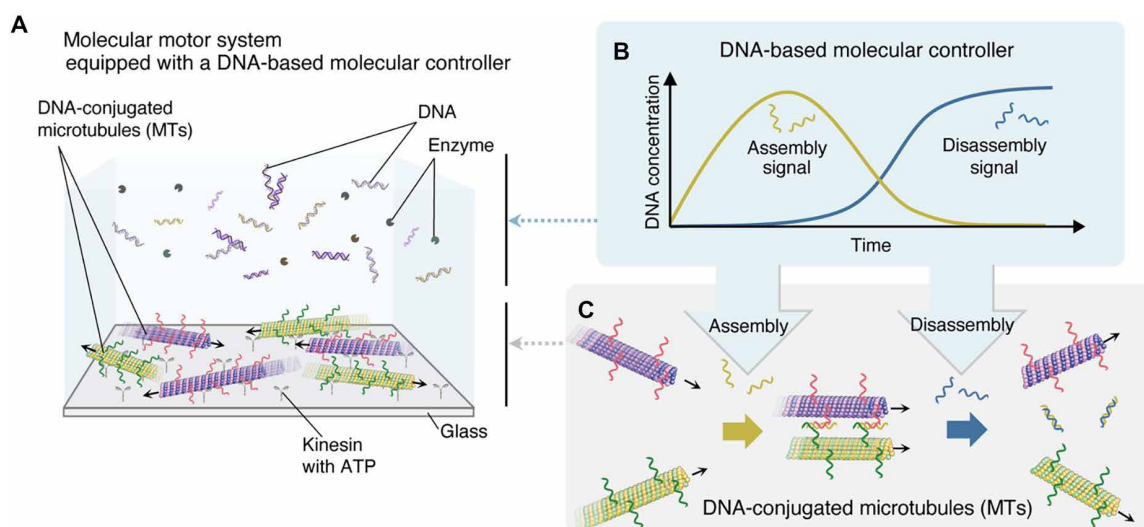 A
Molecular motor system
equipped with a DNA-based molecular controller
DNA-conjugated
microtubules (MTs)
DNA
Enzyme
Kinesin
with ATP
Glass
B
DNA-based molecular controller
DNA concentration
Assembly
signal
Disassembly
signal
Time
C
Assembly
Disassembly
DNA-conjugated microtubules (MTs)